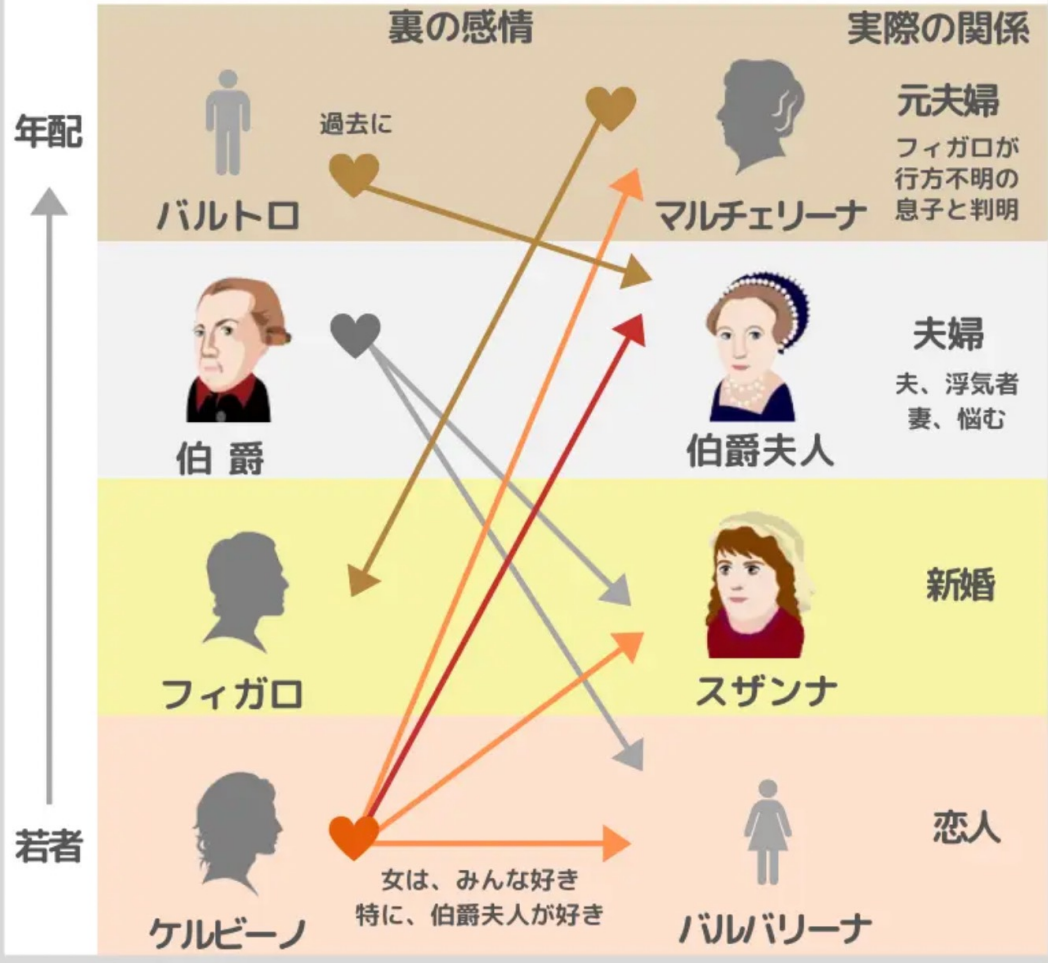 裏の感情
実際の関係
年配
過去に
バルトロ
マルチェリーナ
元夫婦
フィガロが
行方不明の
息子と判明
伯 爵
伯爵夫人
夫婦
夫、浮気者
妻、悩む
フィガロ
スザンナ
新婚
若者
ケルビーノ
女は、みんな好き
特に、伯爵夫人が好き
バルバリーナ
恋人